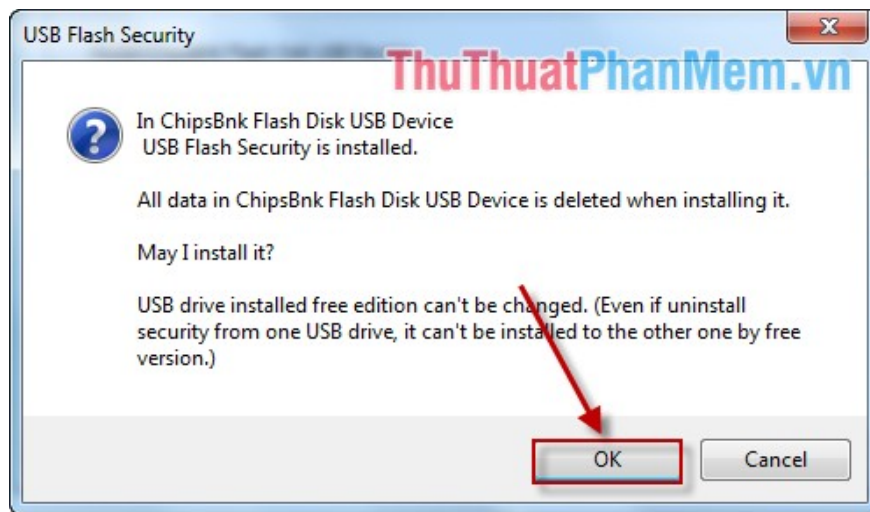 USB Flash Security
X
ThuThuatPhanMem.vn
?
In ChipsBnk Flash Disk USB Device
USB Flash Security is installed.
All data in ChipsBnk Flash Disk USB Device is deleted when installing it.
May I install it?
USB drive installed free edition can't be changed. (Even if uninstall
security from one USB drive, it can't be installed to the other one by free
version.)
OK
Cancel